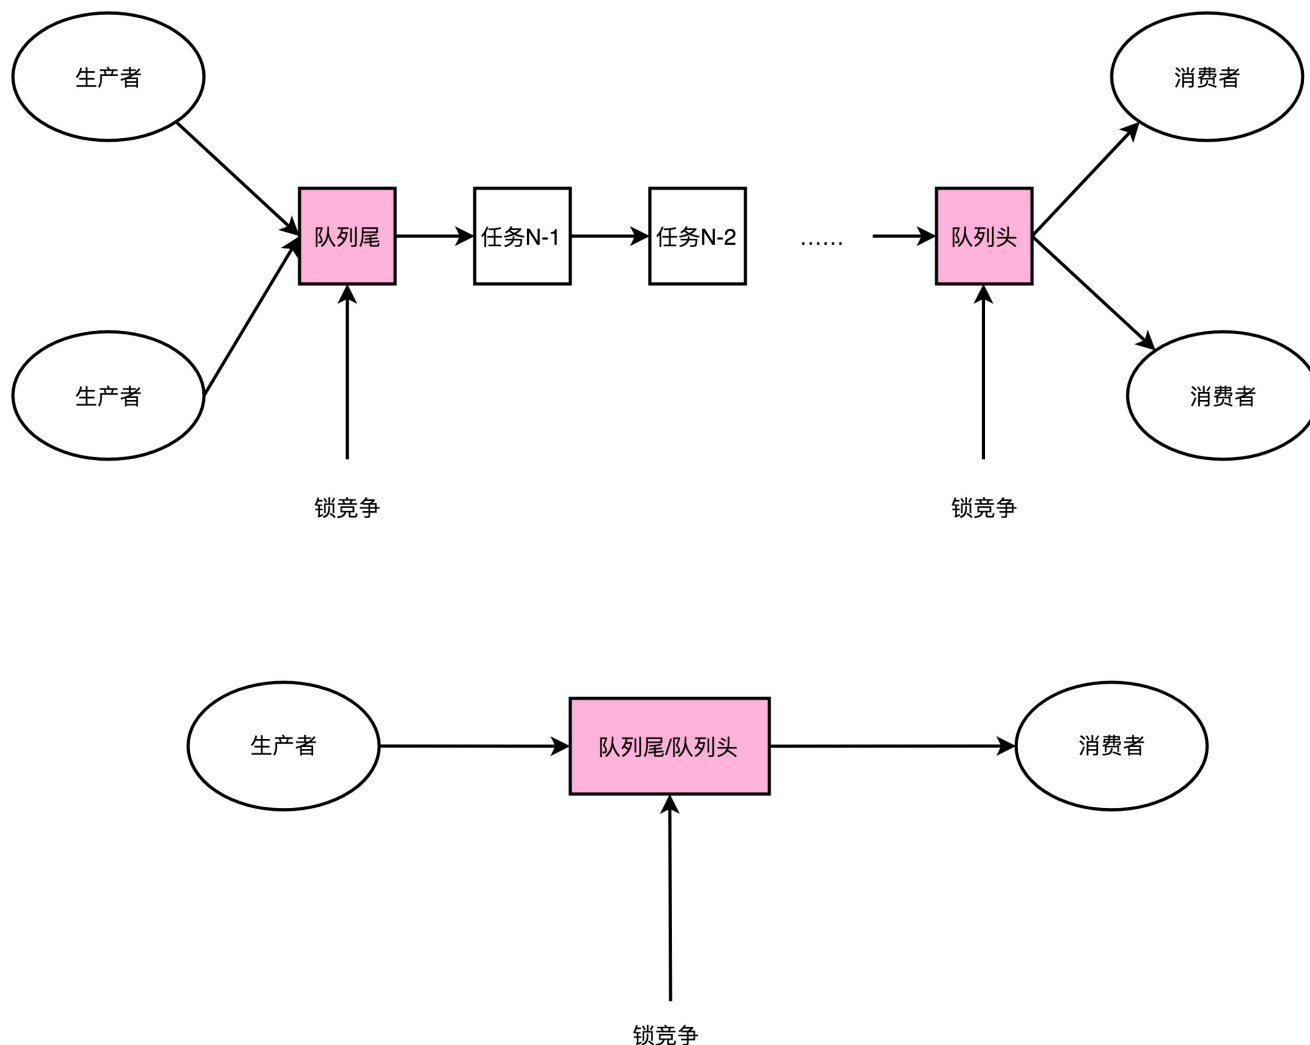 生产者
消费者
队列尾
任务N-1
任务N-2
......
队列头
生产者
消费者
锁竞争
锁竞争
生产者
队列尾/队列头
消费者
锁竞争